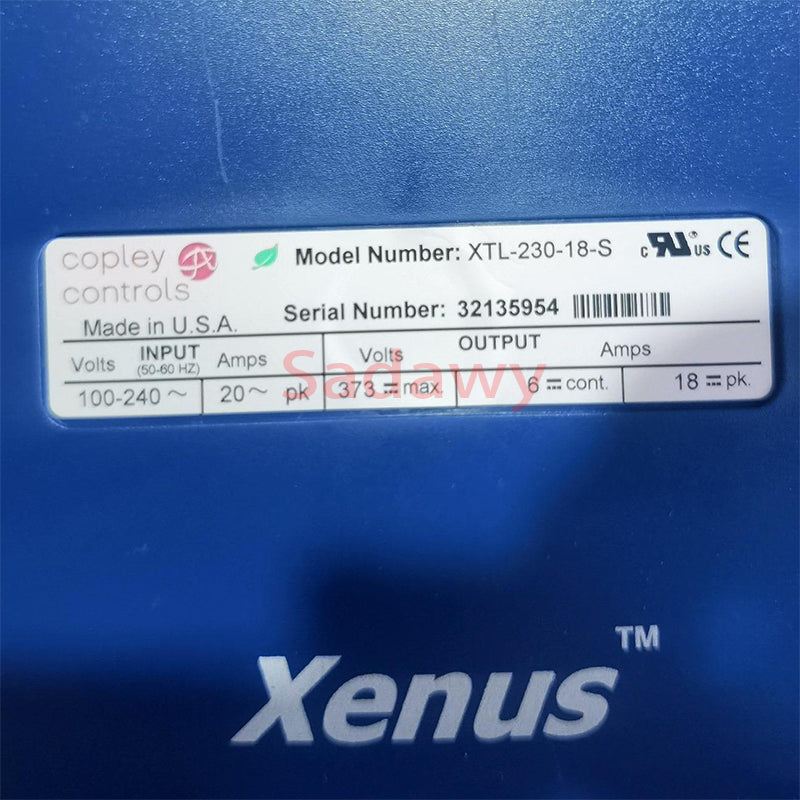 copley
controls
Model Number: XTL-230-18-S
c RU US CE
Serial Number: 32135954
Made in U.S.A.
INPUT
(50-60 HZ)
Volts
Amps
OUTPUT
Volts
Amps
100-240 ~
20 ~ pk
373 ⎓ max.
6 ⎓ cont.
18 ⎓ pk.
Sadawy
Xenus™